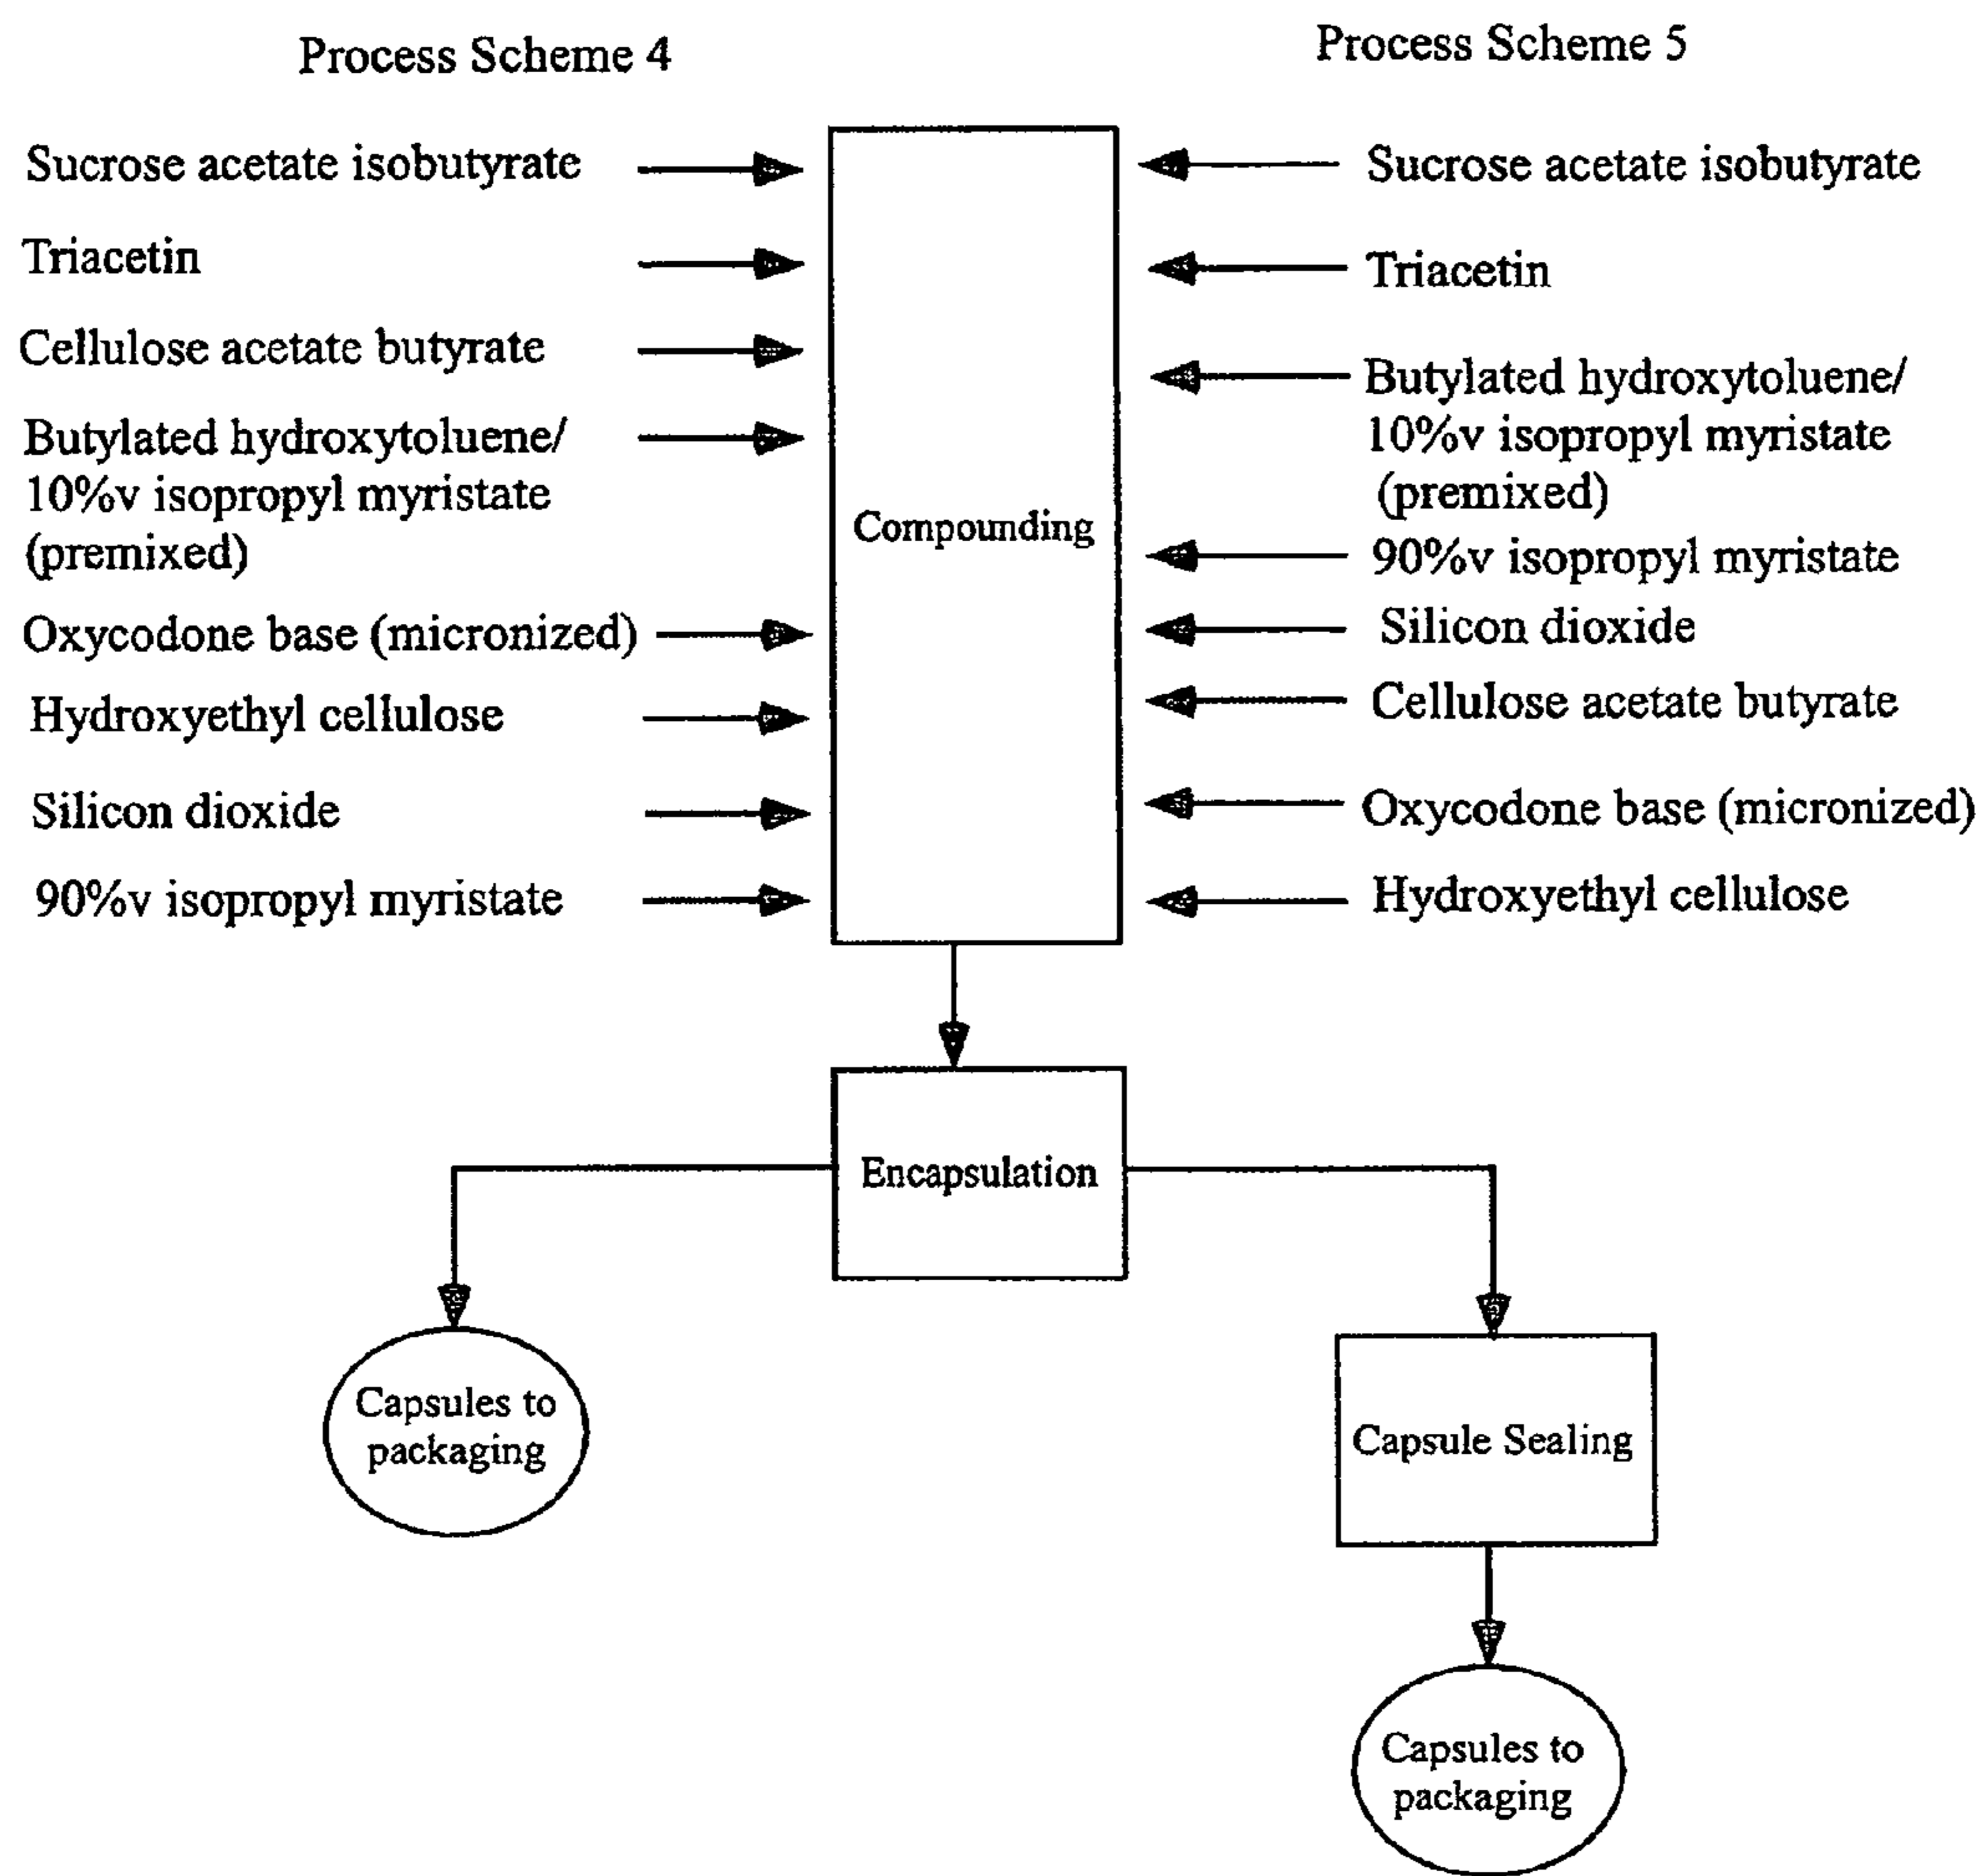 Process Scheme 4
Sucrose acetate isobutyrate
Triacetin
Cellulose acetate butyrate
Butylated hydroxytoluene/
10%v isopropyl myristate
(premixed)
Oxycodone base (micronized)
Hydroxyethyl cellulose
Silicon dioxide
90%v isopropyl myristate
Process Scheme 5
Sucrose acetate isobutyrate
Triacetin
Butylated hydroxytoluene/
10%v isopropyl myristate
(premixed)
90%v isopropyl myristate
Silicon dioxide
Cellulose acetate butyrate
Oxycodone base (micronized)
Hydroxyethyl cellulose
Compounding
Encapsulation
Capsules to
packaging
Capsule Sealing
Capsules to
packaging